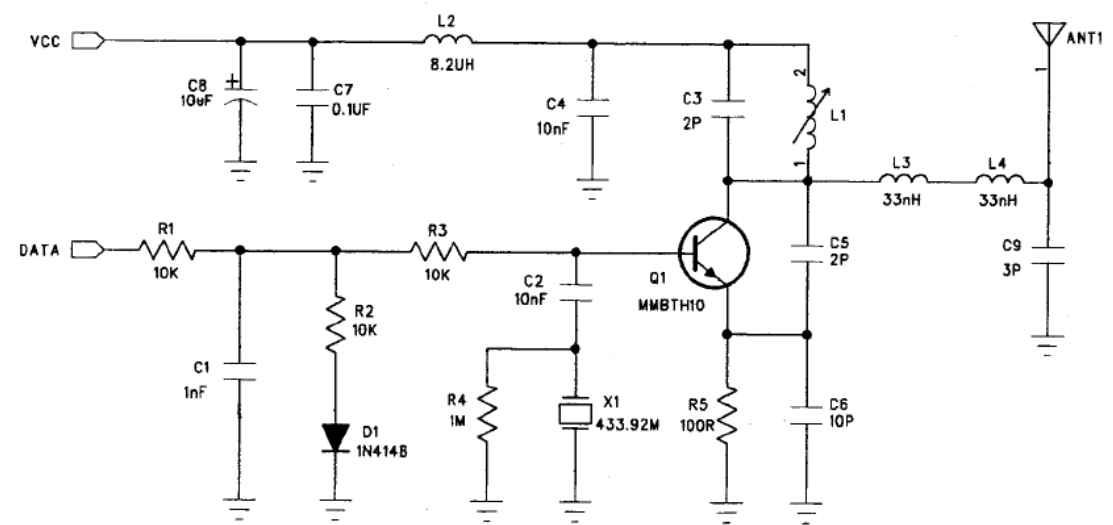 L2
VCC
8.2UH
ANT1
1
C8
+
10uF
C7
0.1UF
C4
10nF
C3
2P
2
L1
1
L3
33nH
L4
33nH
R1
DATA
10K
R3
10K
C2
10nF
Q1
MMBTH10
C5
2P
C9
3P
R2
10K
C1
1nF
R4
1M
X1
433.92M
R5
100R
C6
10P
D1
1N4148